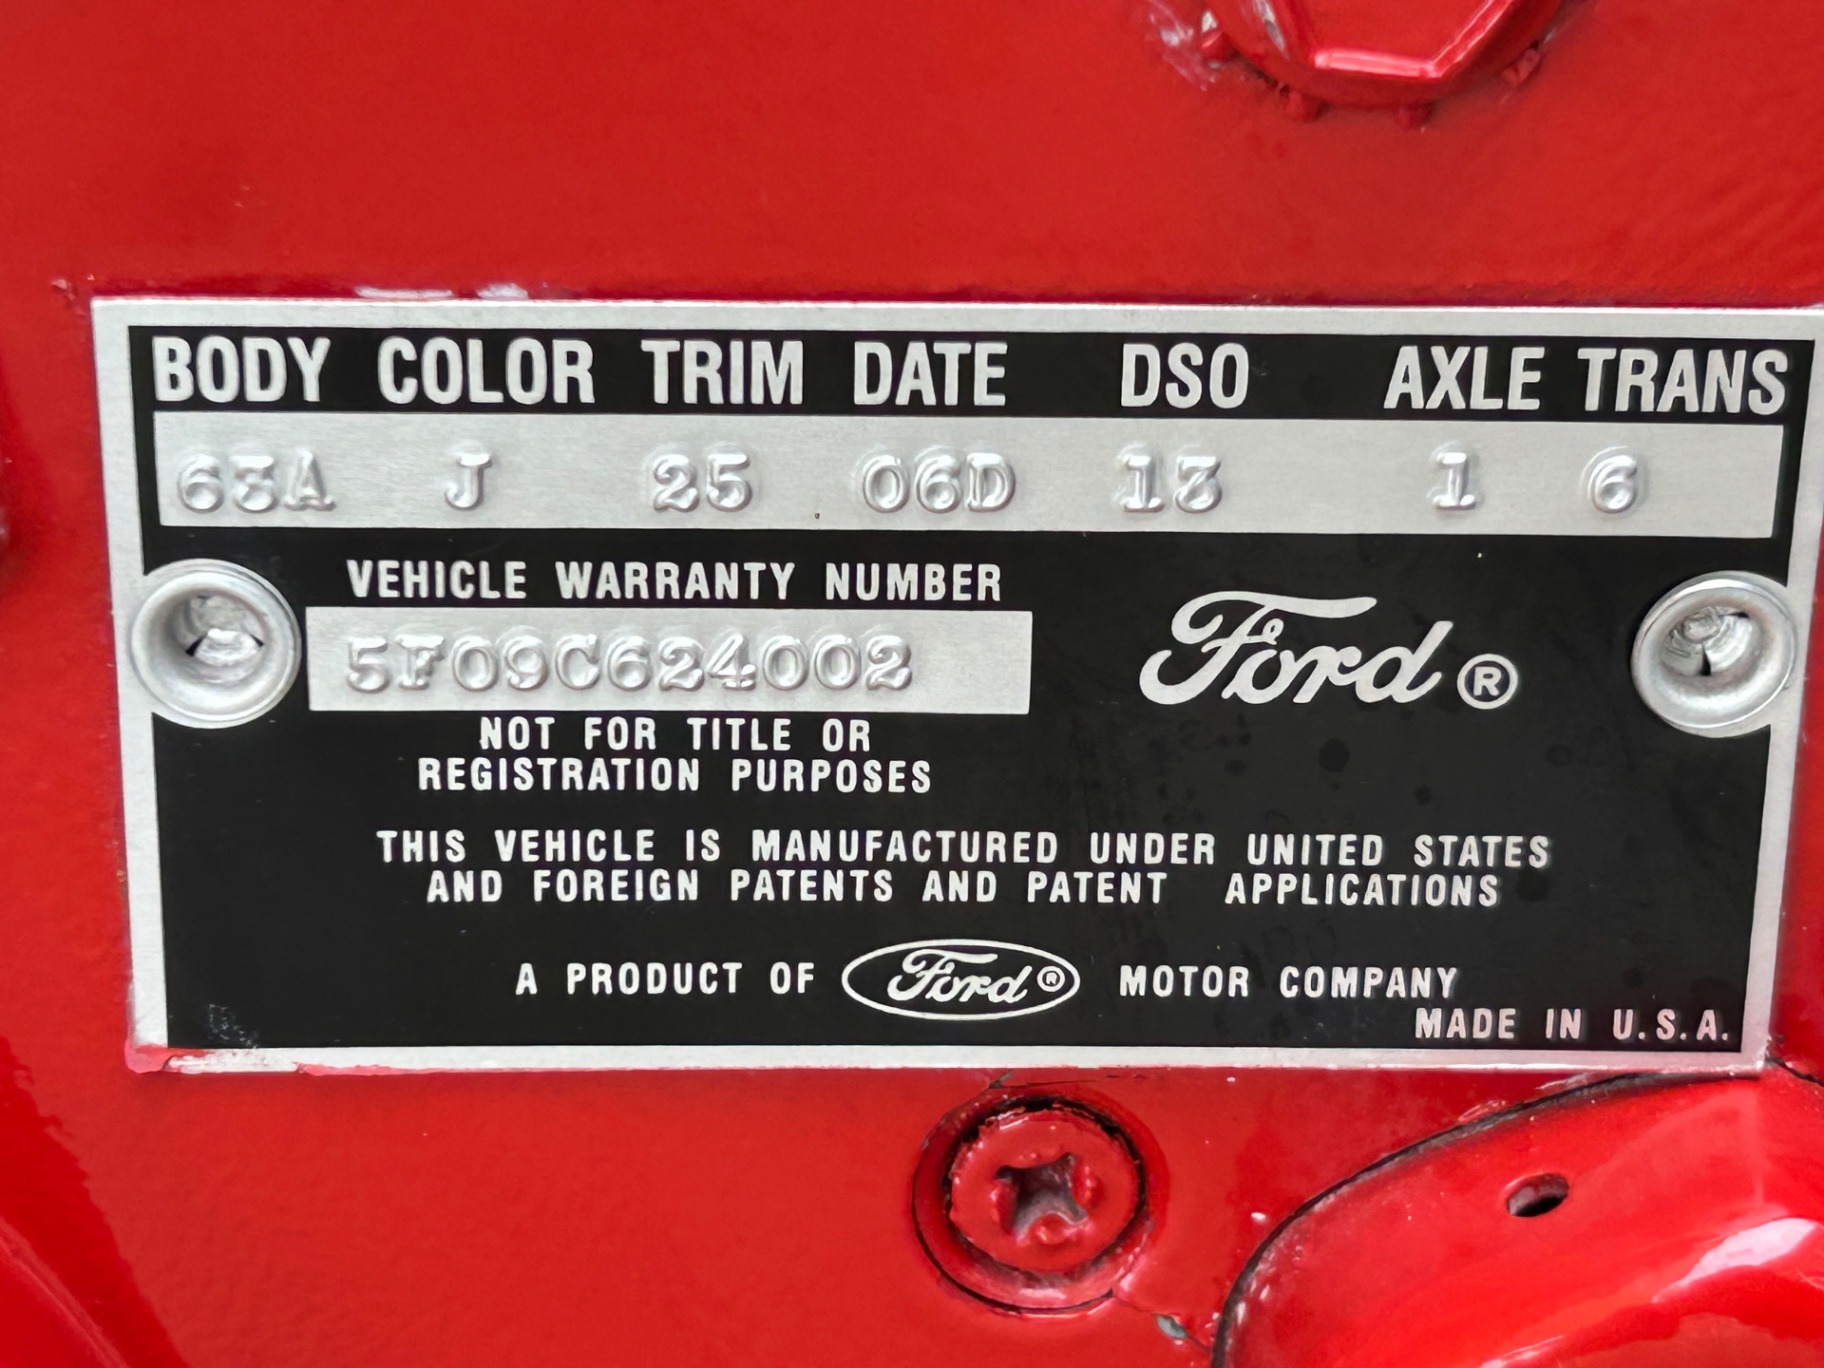 BODY COLOR TRIM DATE DSO AXLE TRANS
63A J 25 06D 13 1 6
VEHICLE WARRANTY NUMBER
5F09C624002
Ford®
NOT FOR TITLE OR
REGISTRATION PURPOSES
THIS VEHICLE IS MANUFACTURED UNDER UNITED STATES
AND FOREIGN PATENTS AND PATENT APPLICATIONS
A PRODUCT OF Ford® MOTOR COMPANY
MADE IN U.S.A.